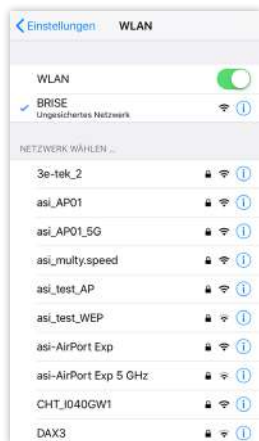 Einstellungen WLAN
WLAN
BRISE
Ungesichertes Netzwerk
NETZWERK WÄHLEN ...
3e-tek_2
asi_AP01
asi_AP01_5G
asi_multy.speed
asi_test_AP
asi_test_WEP
asi-AirPort Exp
asi-AirPort Exp 5 GHz
CHT_I040GW1
DAX3